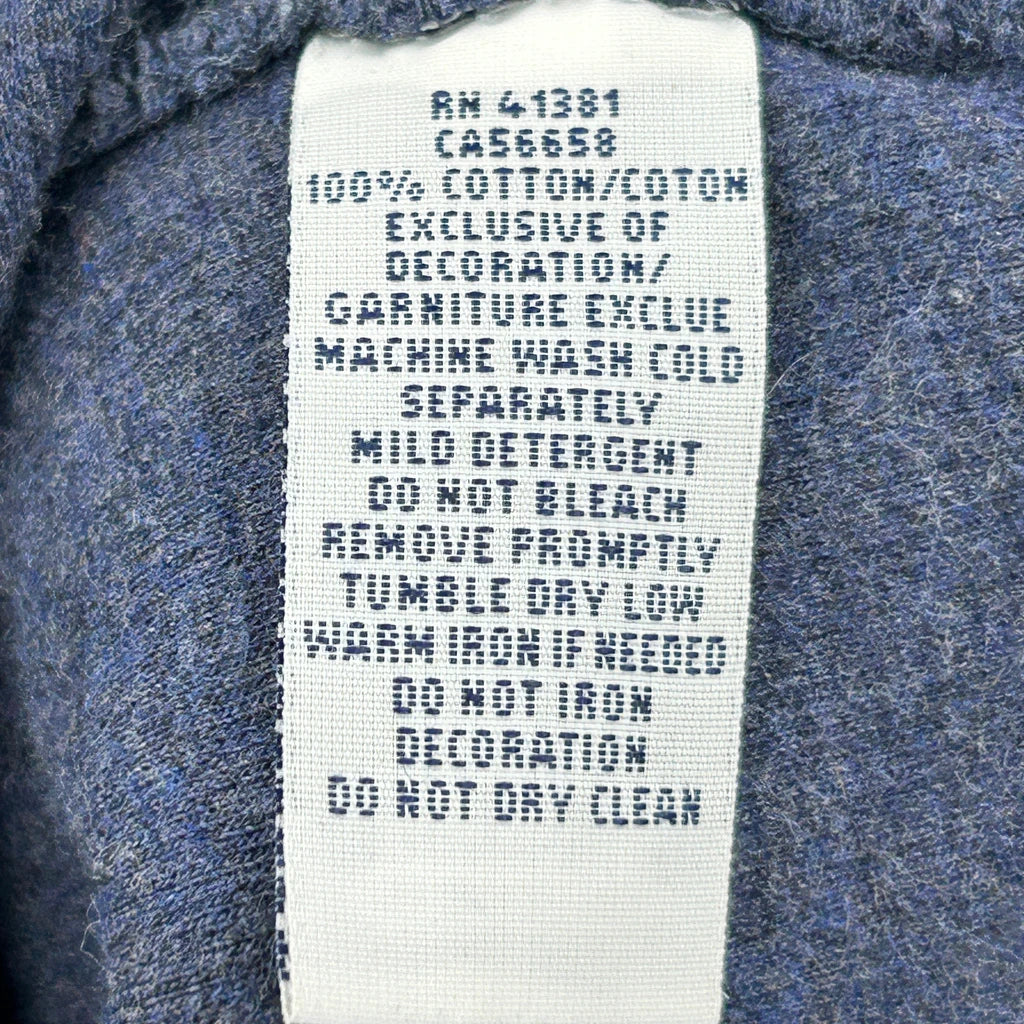 RN 41381
CA56658
100% COTTON/COTON
EXCLUSIVE OF
DECORATION/
GARNITURE EXCLUE
MACHINE WASH COLD
SEPARATELY
MILD DETERGENT
DO NOT BLEACH
REMOVE PROMPTLY
TUMBLE DRY LOW
WARM IRON IF NEEDED
DO NOT IRON
DECORATION
DO NOT DRY CLEAN